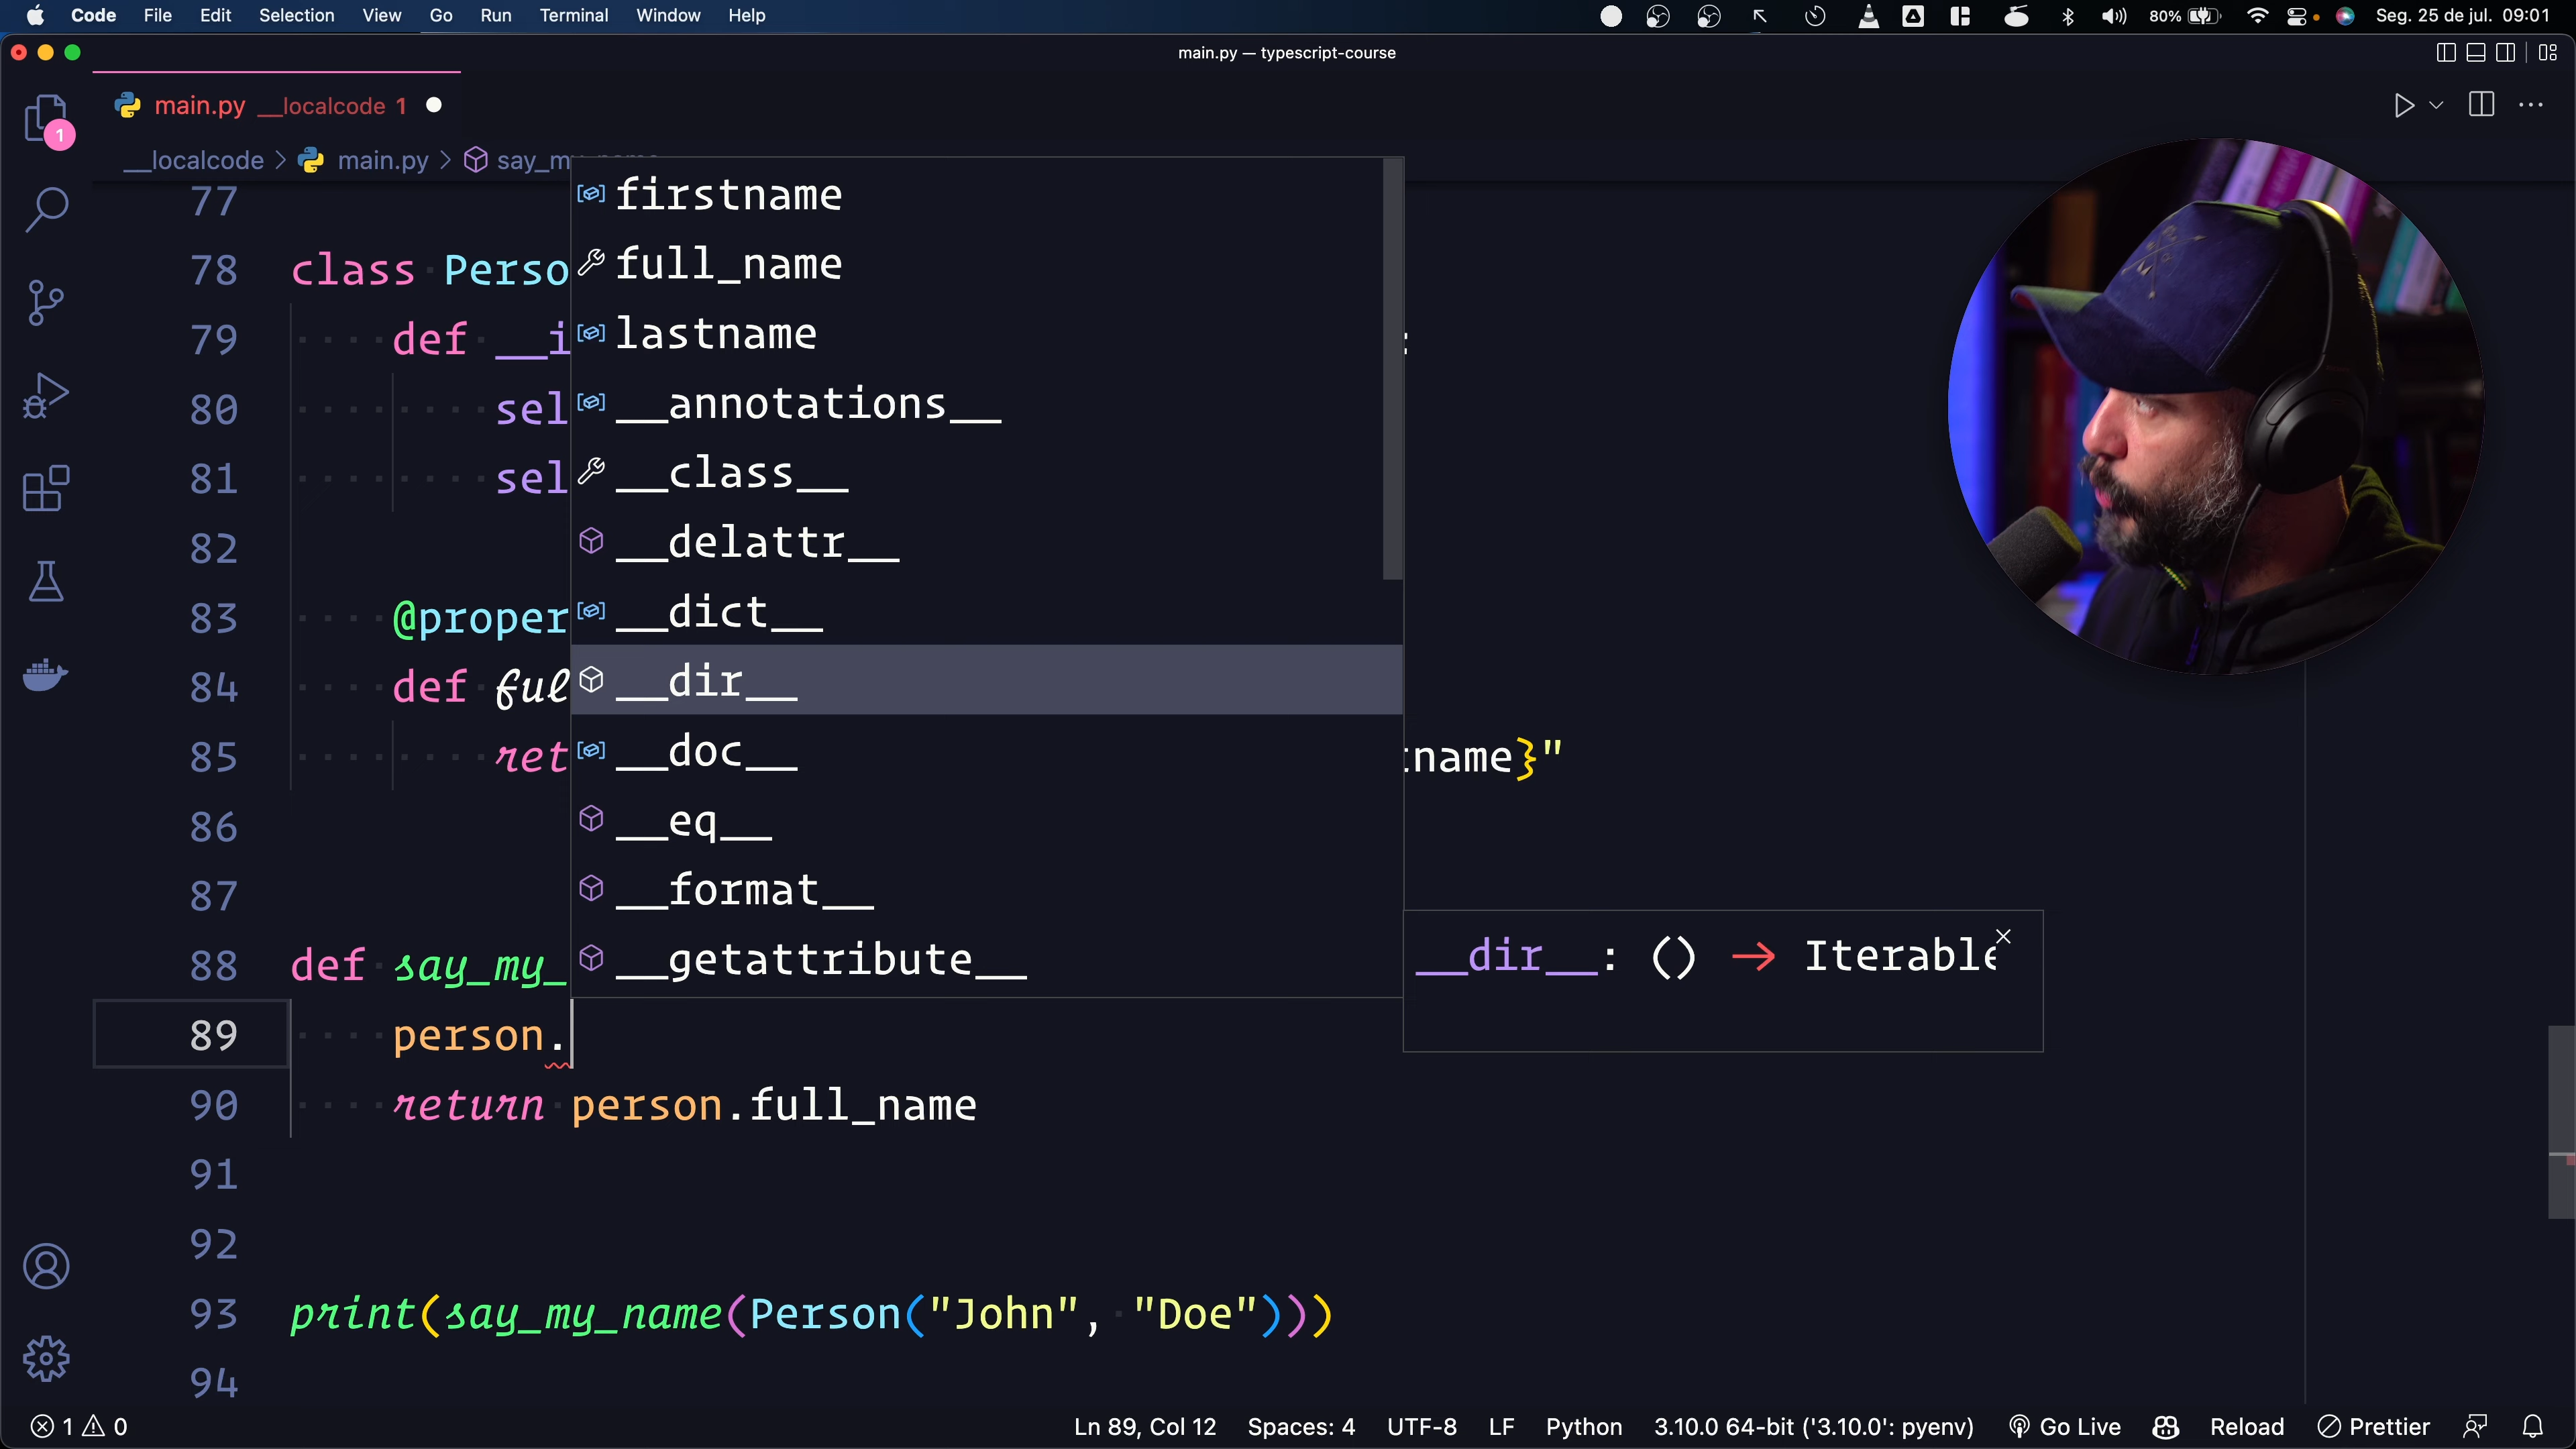 Code File Edit Selection View Go Run Terminal Window Help 80% Seg. 25 de jul. 09:01
main.py — typescript-course
main.py __localcode 1
1
__localcode > main.py > say_my_name
77
78 class Perso
79 def __i :
80 sel
81 sel
82
83 @proper
84 def ful
85 ret tname}"
86
87
88 def say_my_
89 person.
90 return person.full_name
91
92
93 print(say_my_name(Person("John", "Doe")))
94
firstname
full_name
lastname
__annotations__
__class__
__delattr__
__dict__
__dir__
__doc__
__eq__
__format__
__getattribute__
__dir__: () → Iterable
1 0 Ln 89, Col 12 Spaces: 4 UTF-8 LF Python 3.10.0 64-bit ('3.10.0': pyenv) Go Live Reload Prettier